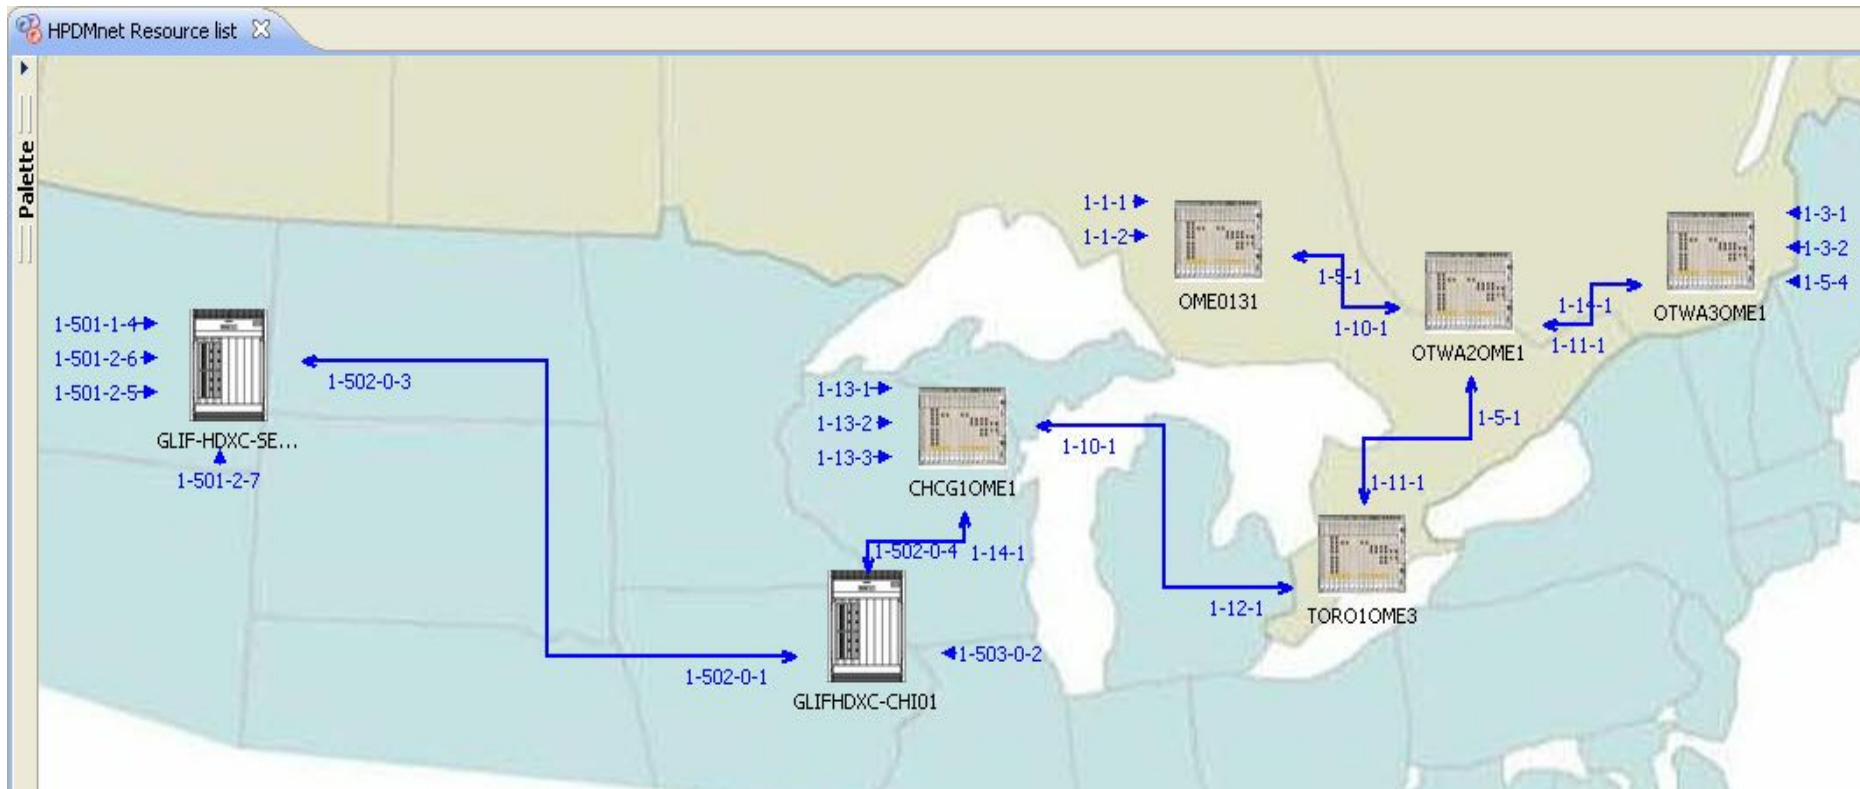 HPDMnet Resource list
Palette
1-1-1
1-1-2
OME0131
1-5-1
1-10-1
OTWA2OME1
1-14-1
1-11-1
OTWA3OME1
1-3-1
1-3-2
1-5-4
1-501-1-4
1-501-2-6
1-501-2-5
GLIF-HDXC-SE...
1-501-2-7
1-502-0-3
1-13-1
1-13-2
1-13-3
CHCG1OME1
1-10-1
1-5-1
1-11-1
TORO1OME3
1-12-1
1-502-0-4
1-14-1
1-502-0-1
GLIFHDXC-CHI01
1-503-0-2